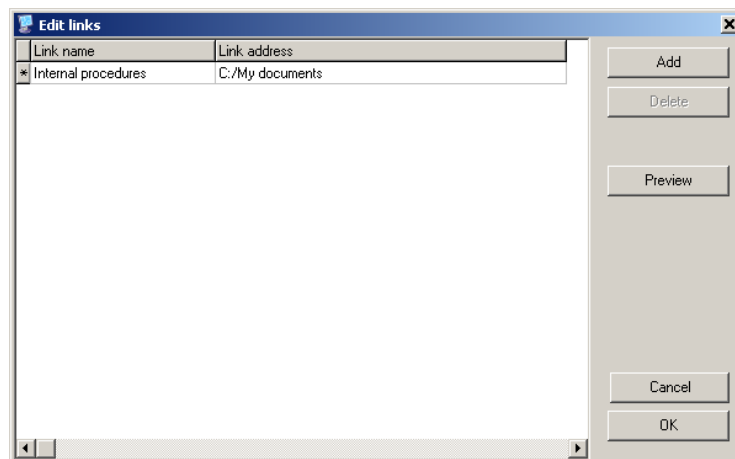 Edit links
Link name Link address
* Internal procedures C:/My documents
Add
Delete
Preview
Cancel
OK